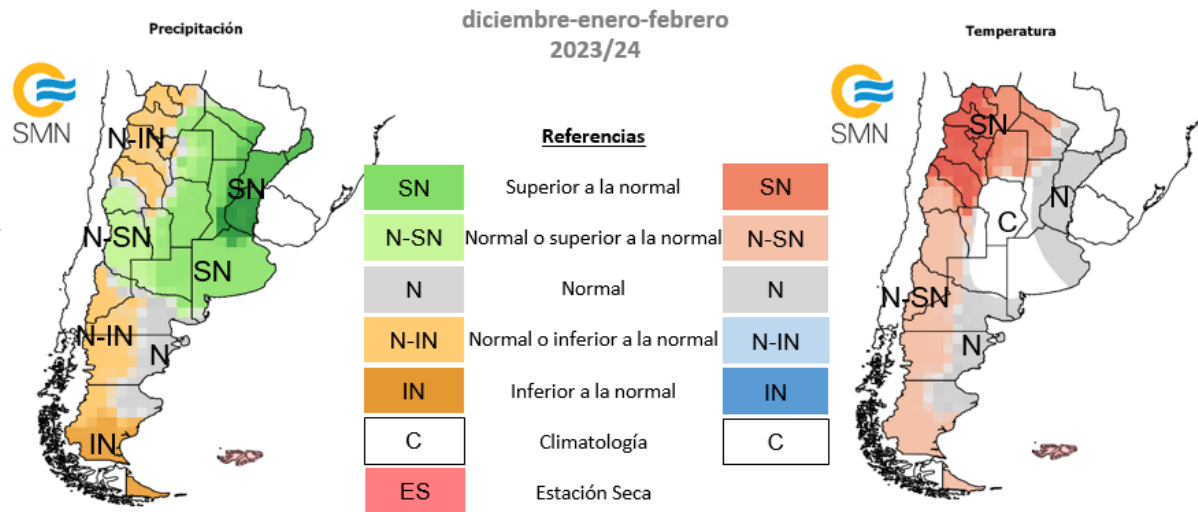 diciembre-enero-febrero
2023/24
Precipitación
Temperatura
SMN
SMN
N-IN
SN
N-SN
SN
N-IN
N
IN
Referencias
SN Superior a la normal SN
N-SN Normal o superior a la normal N-SN
N Normal N
N-IN Normal o inferior a la normal N-IN
IN Inferior a la normal IN
C Climatología C
ES Estación Seca
SN
N
C
N-SN
N